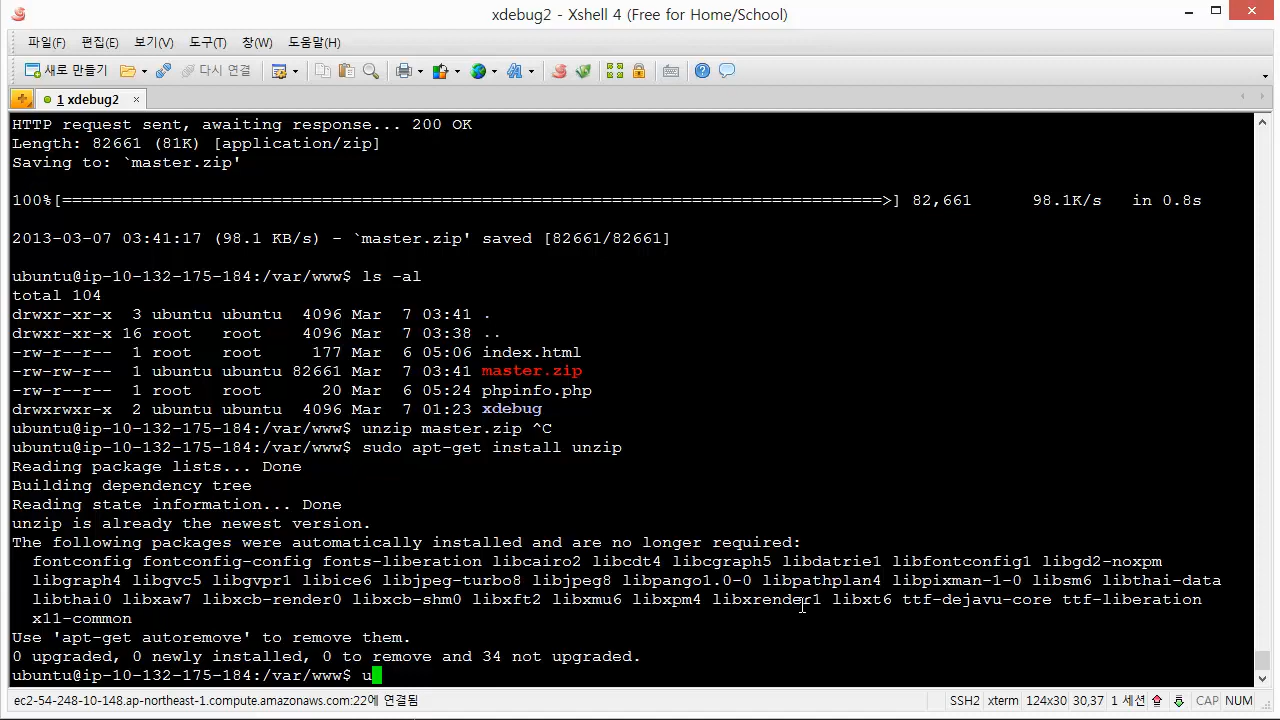 xdebug2 - Xshell 4 (Free for Home/School)
파일(F) 편집(E) 보기(V) 도구(T) 창(W) 도움말(H)
새로 만들기 다시 연결
1 xdebug2 ×
HTTP request sent, awaiting response... 200 OK
Length: 82661 (81K) [application/zip]
Saving to: `master.zip'
100%[==================================================================================>] 82,661 98.1K/s in 0.8s
2013-03-07 03:41:17 (98.1 KB/s) - `master.zip' saved [82661/82661]
ubuntu@ip-10-132-175-184:/var/www$ ls -al
total 104
drwxr-xr-x 3 ubuntu ubuntu 4096 Mar 7 03:41 .
drwxr-xr-x 16 root root 4096 Mar 7 03:38 ..
-rw-r--r-- 1 root root 177 Mar 6 05:06 index.html
-rw-rw-r-- 1 ubuntu ubuntu 82661 Mar 7 03:41 master.zip
-rw-r--r-- 1 root root 20 Mar 6 05:24 phpinfo.php
drwxrwxr-x 2 ubuntu ubuntu 4096 Mar 7 01:23 xdebug
ubuntu@ip-10-132-175-184:/var/www$ unzip master.zip ^C
ubuntu@ip-10-132-175-184:/var/www$ sudo apt-get install unzip
Reading package lists... Done
Building dependency tree
Reading state information... Done
unzip is already the newest version.
The following packages were automatically installed and are no longer required:
fontconfig fontconfig-config fonts-liberation libcairo2 libcdt4 libcgraph5 libdatrie1 libfontconfig1 libgd2-noxpm
libgraph4 libgvc5 libgvpr1 libice6 libjpeg-turbo8 libjpeg8 libpango1.0-0 libpathplan4 libpixman-1-0 libsm6 libthai-data
libthai0 libxaw7 libxcb-render0 libxcb-shm0 libxft2 libxmu6 libxpm4 libxrender1 libxt6 ttf-dejavu-core ttf-liberation
x11-common
Use 'apt-get autoremove' to remove them.
0 upgraded, 0 newly installed, 0 to remove and 34 not upgraded.
ubuntu@ip-10-132-175-184:/var/www$ u
ec2-54-248-10-148.ap-northeast-1.compute.amazonaws.com:22에 연결됨 SSH2 xterm 124x30 30,37 1 세션 CAP NUM